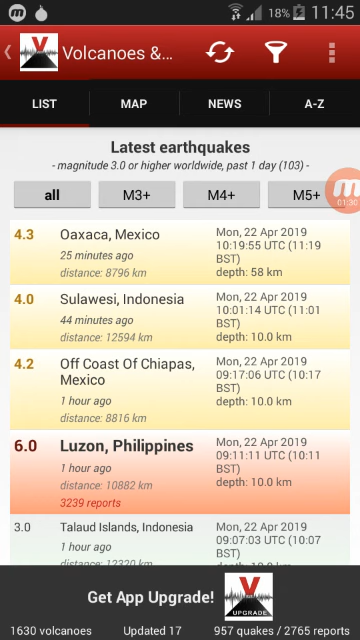 18% 11:45
Volcanoes &...
LIST MAP NEWS A-Z
Latest earthquakes
- magnitude 3.0 or higher worldwide, past 1 day (103) -
all M3+ M4+ M5+
01:30
4.3 Oaxaca, Mexico Mon, 22 Apr 2019
10:19:55 UTC (11:19
25 minutes ago BST)
distance: 8796 km depth: 58 km
4.0 Sulawesi, Indonesia Mon, 22 Apr 2019
10:01:14 UTC (11:01
44 minutes ago BST)
distance: 12594 km depth: 10.0 km
4.2 Off Coast Of Chiapas, Mon, 22 Apr 2019
Mexico 09:17:06 UTC (10:17
1 hour ago BST)
distance: 8816 km depth: 10.0 km
6.0 Luzon, Philippines Mon, 22 Apr 2019
09:11:11 UTC (10:11
1 hour ago BST)
distance: 10882 km depth: 10.0 km
3239 reports
3.0 Talaud Islands, Indonesia Mon, 22 Apr 2019
09:07:03 UTC (10:07
1 hour ago BST)
distance: 12320 km depth: 10.0 km
Get App Upgrade! UPGRADE
1630 volcanoes Updated 17 957 quakes / 2765 reports